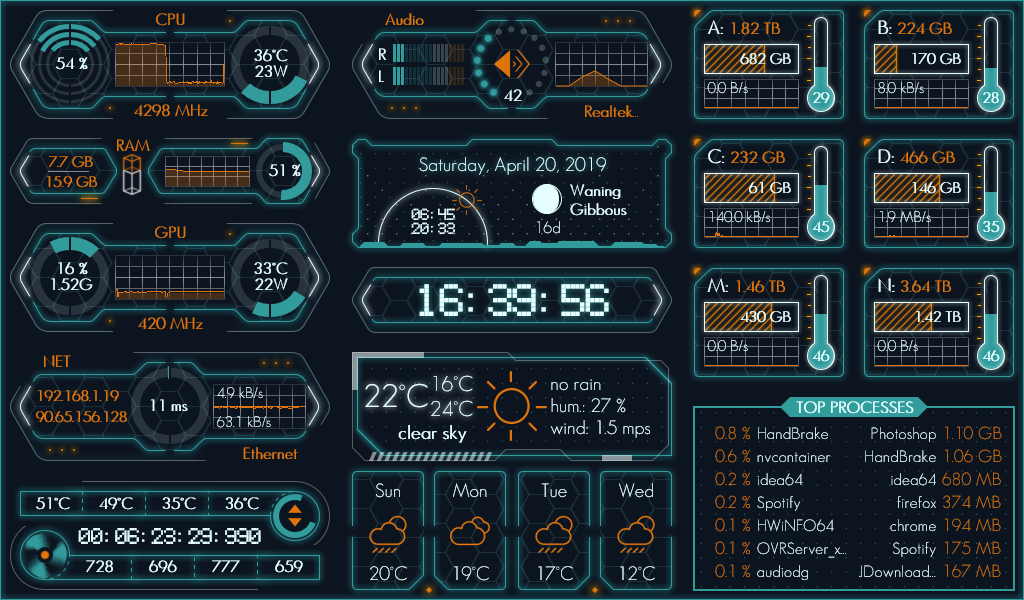 CPU
54 %
36°C
23W
4298 MHz
RAM
7.7 GB
15.9 GB
51 %
GPU
16 %
1.52G
33°C
22W
420 MHz
NET
192.168.1.19
90.65.156.128
11 ms
4.9 kB/s
63.1 kB/s
Ethernet
51°C 49°C 35°C 36°C
00: 06: 23: 29: 990
728 696 777 659
Audio
R
L
42
Realtek...
Saturday, April 20, 2019
06: 45
20: 33
Waning
Gibbous
16d
16: 39: 56
22°C
16°C
24°C
clear sky
no rain
hum.: 27 %
wind: 1.5 mps
Sun Mon Tue Wed
20°C 19°C 17°C 12°C
A: 1.82 TB
682 GB
0.0 B/s
29
B: 224 GB
170 GB
8.0 kB/s
28
C: 232 GB
61 GB
140.0 kB/s
45
D: 466 GB
146 GB
1.9 MB/s
35
M: 1.46 TB
430 GB
0.0 B/s
46
N: 3.64 TB
1.42 TB
0.0 B/s
46
TOP PROCESSES
0.8 % HandBrake Photoshop 1.10 GB
0.6 % nvcontainer HandBrake 1.06 GB
0.2 % idea64 idea64 680 MB
0.2 % Spotify firefox 374 MB
0.1 % HWiNFO64 chrome 194 MB
0.1 % OVRServer_x... Spotify 175 MB
0.1 % audiodg JDownload... 167 MB